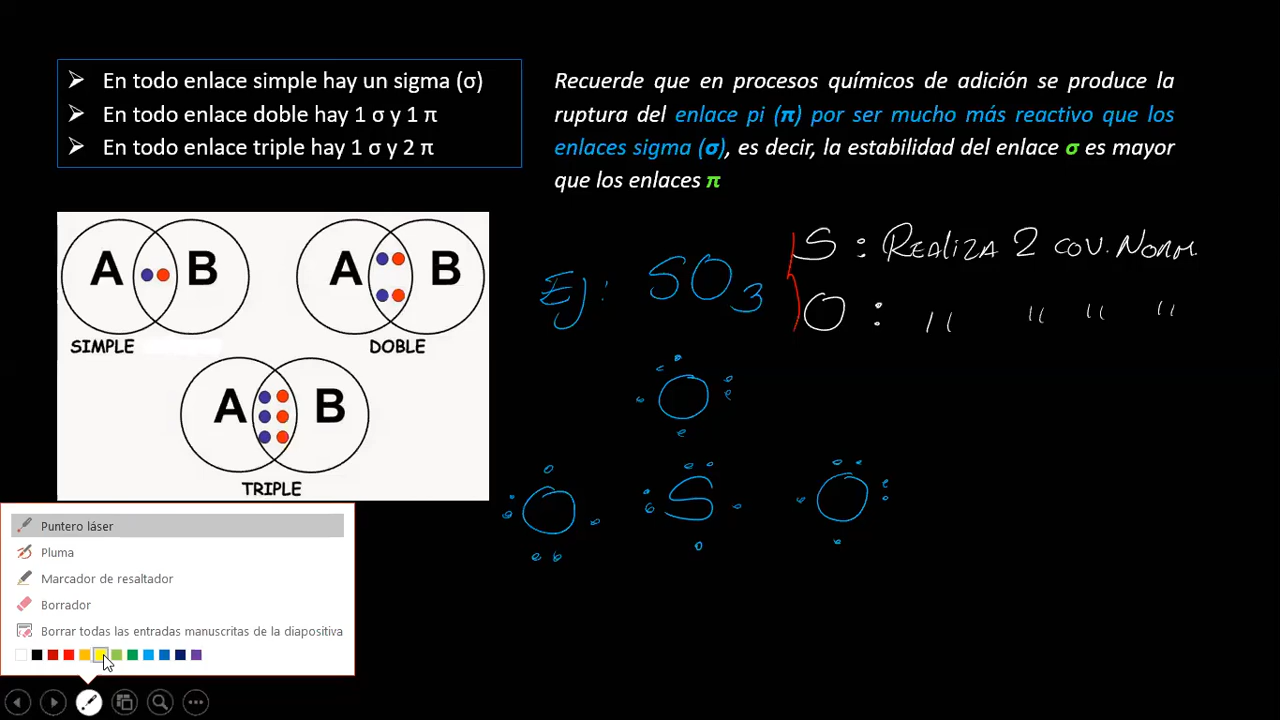 ➢ En todo enlace simple hay un sigma (σ)
➢ En todo enlace doble hay 1 σ y 1 π
➢ En todo enlace triple hay 1 σ y 2 π
Recuerde que en procesos químicos de adición se produce la
ruptura del enlace pi (π) por ser mucho más reactivo que los
enlaces sigma (σ), es decir, la estabilidad del enlace σ es mayor
que los enlaces π
A B
SIMPLE
A B
DOBLE
A B
TRIPLE
Ej: SO3
S : REALIZA 2 COV. NORM.
O : " " " "
O
O S O
Puntero láser
Pluma
Marcador de resaltador
Borrador
Borrar todas las entradas manuscritas de la diapositiva